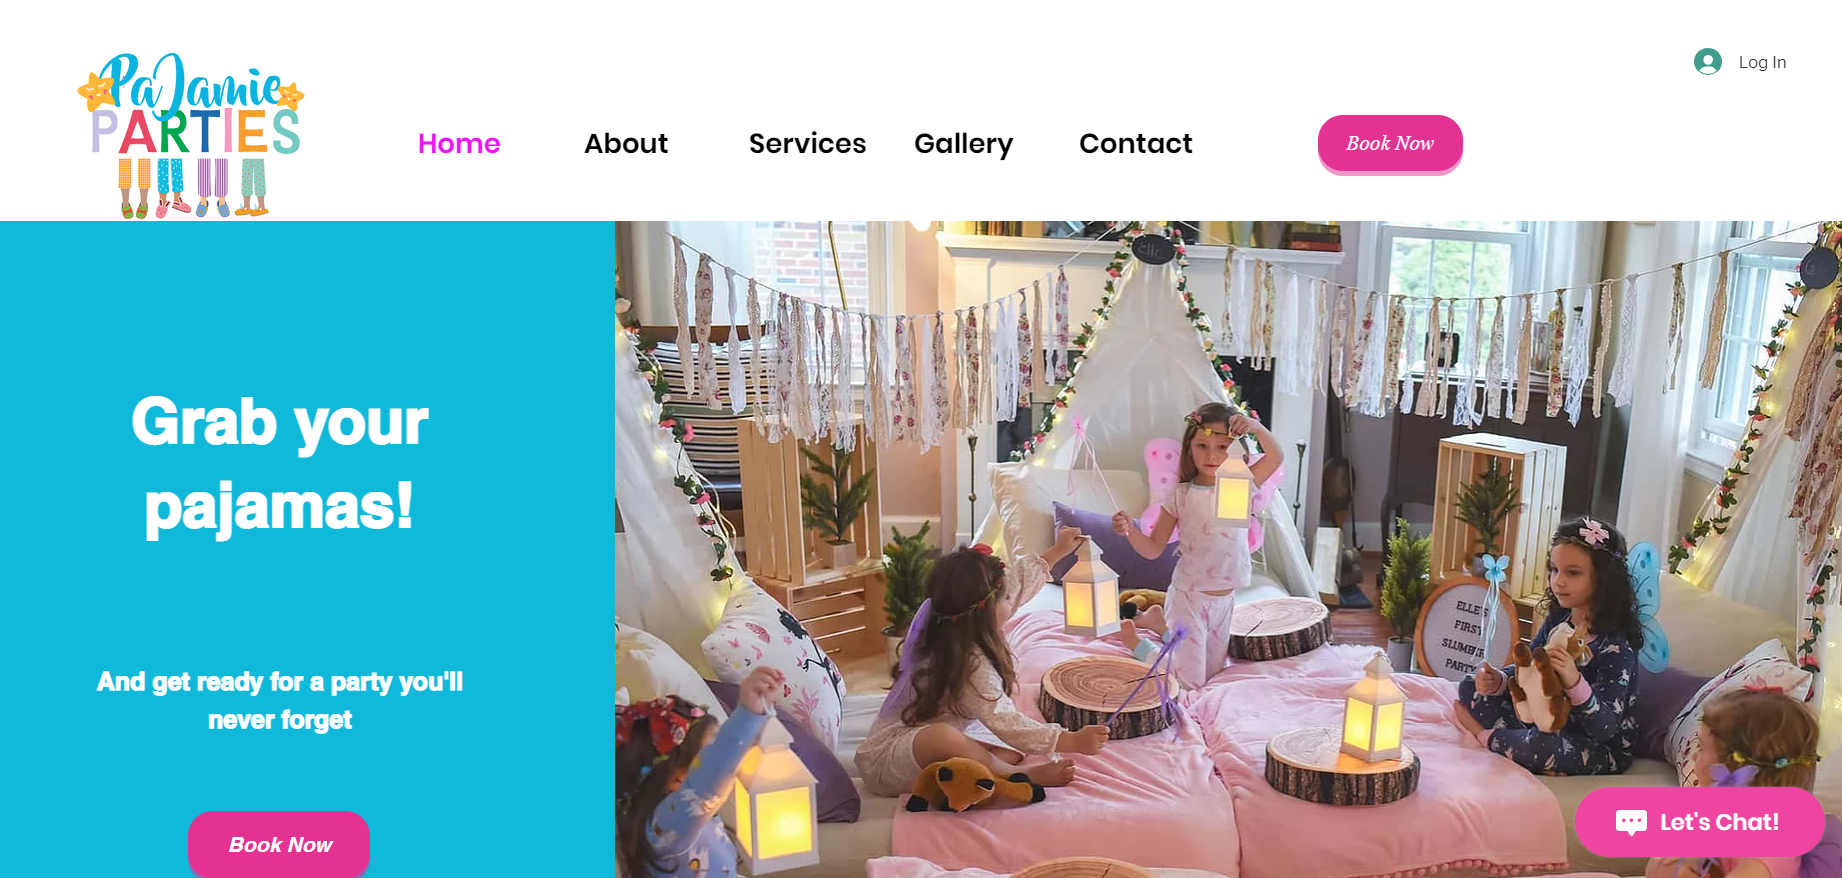 PaJamie
PARTIES
Log In
Home
About
Services
Gallery
Contact
Book Now
Grab your
pajamas!
And get ready for a party you'll
never forget
Book Now
Elle
ELLE'S
FIRST
SLUMBER
PARTY
Let's Chat!